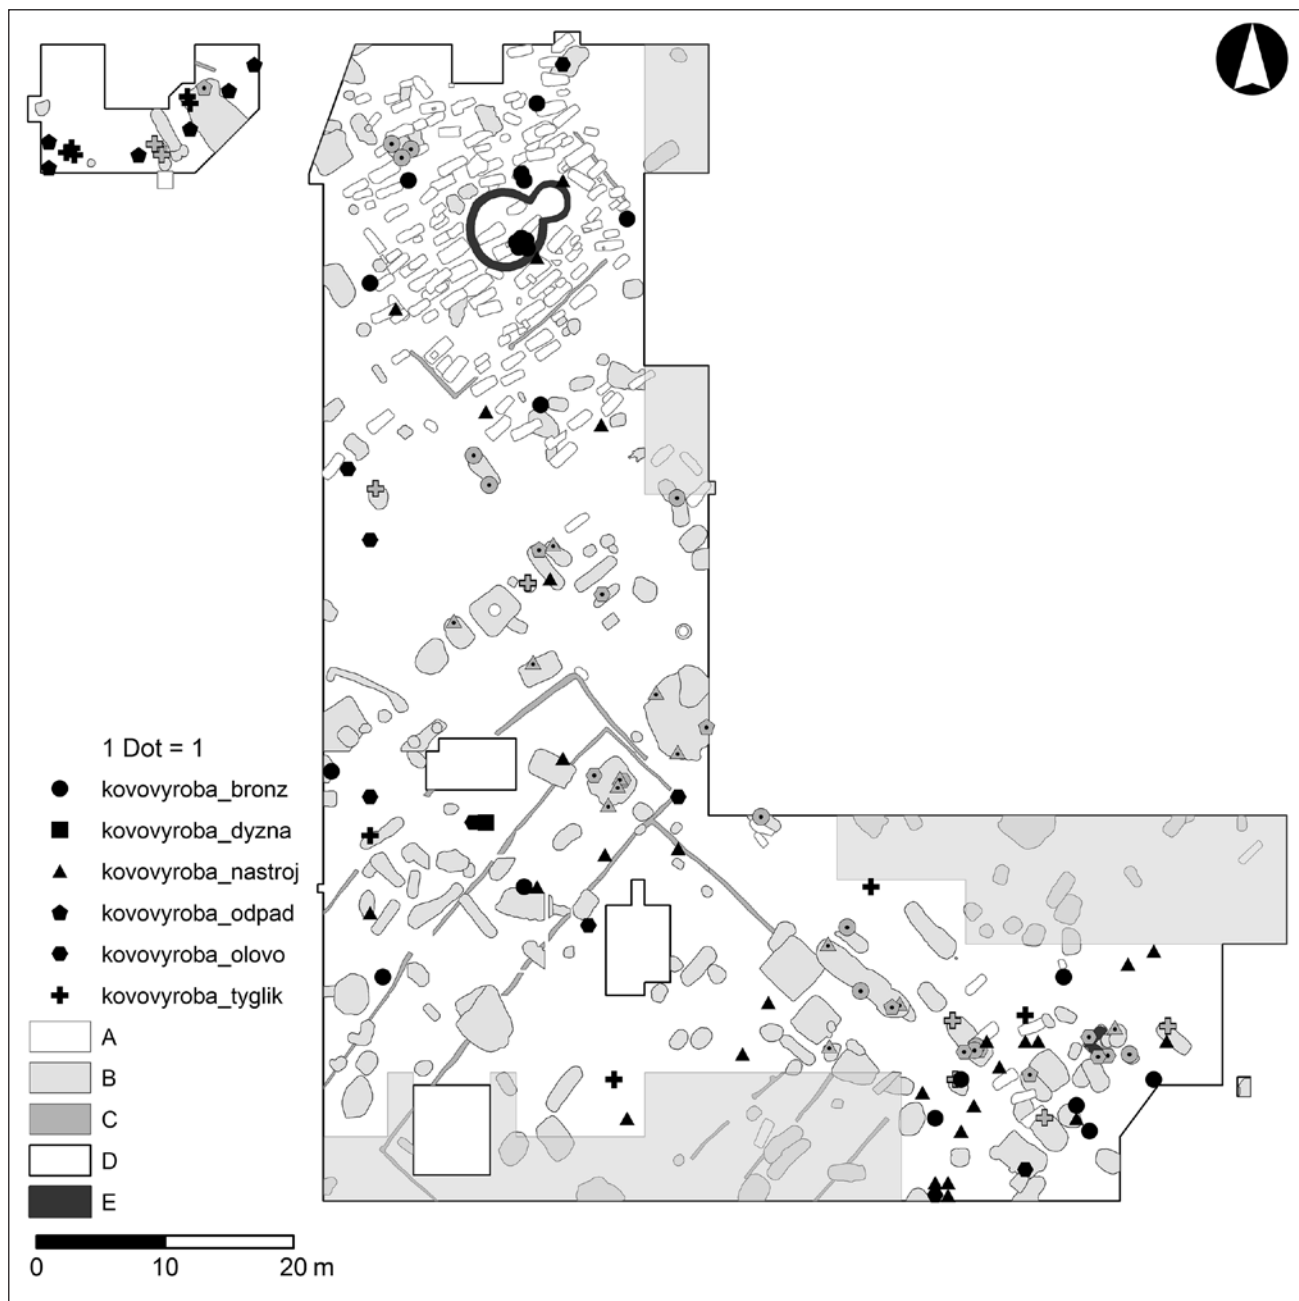 1 Dot = 1
kovovyroba_bronz
kovovyroba_dyzna
kovovyroba_nastroj
kovovyroba_odpad
kovovyroba_olovo
kovovyroba_tyglik
A
B
C
D
E
0 10 20 m